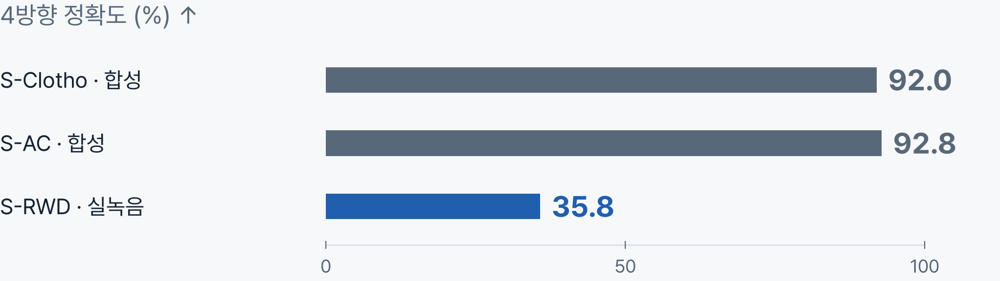 4방향 정확도 (%) ↑
S-Clotho · 합성 92.0
S-AC · 합성 92.8
S-RWD · 실녹음 35.8
0 50 100